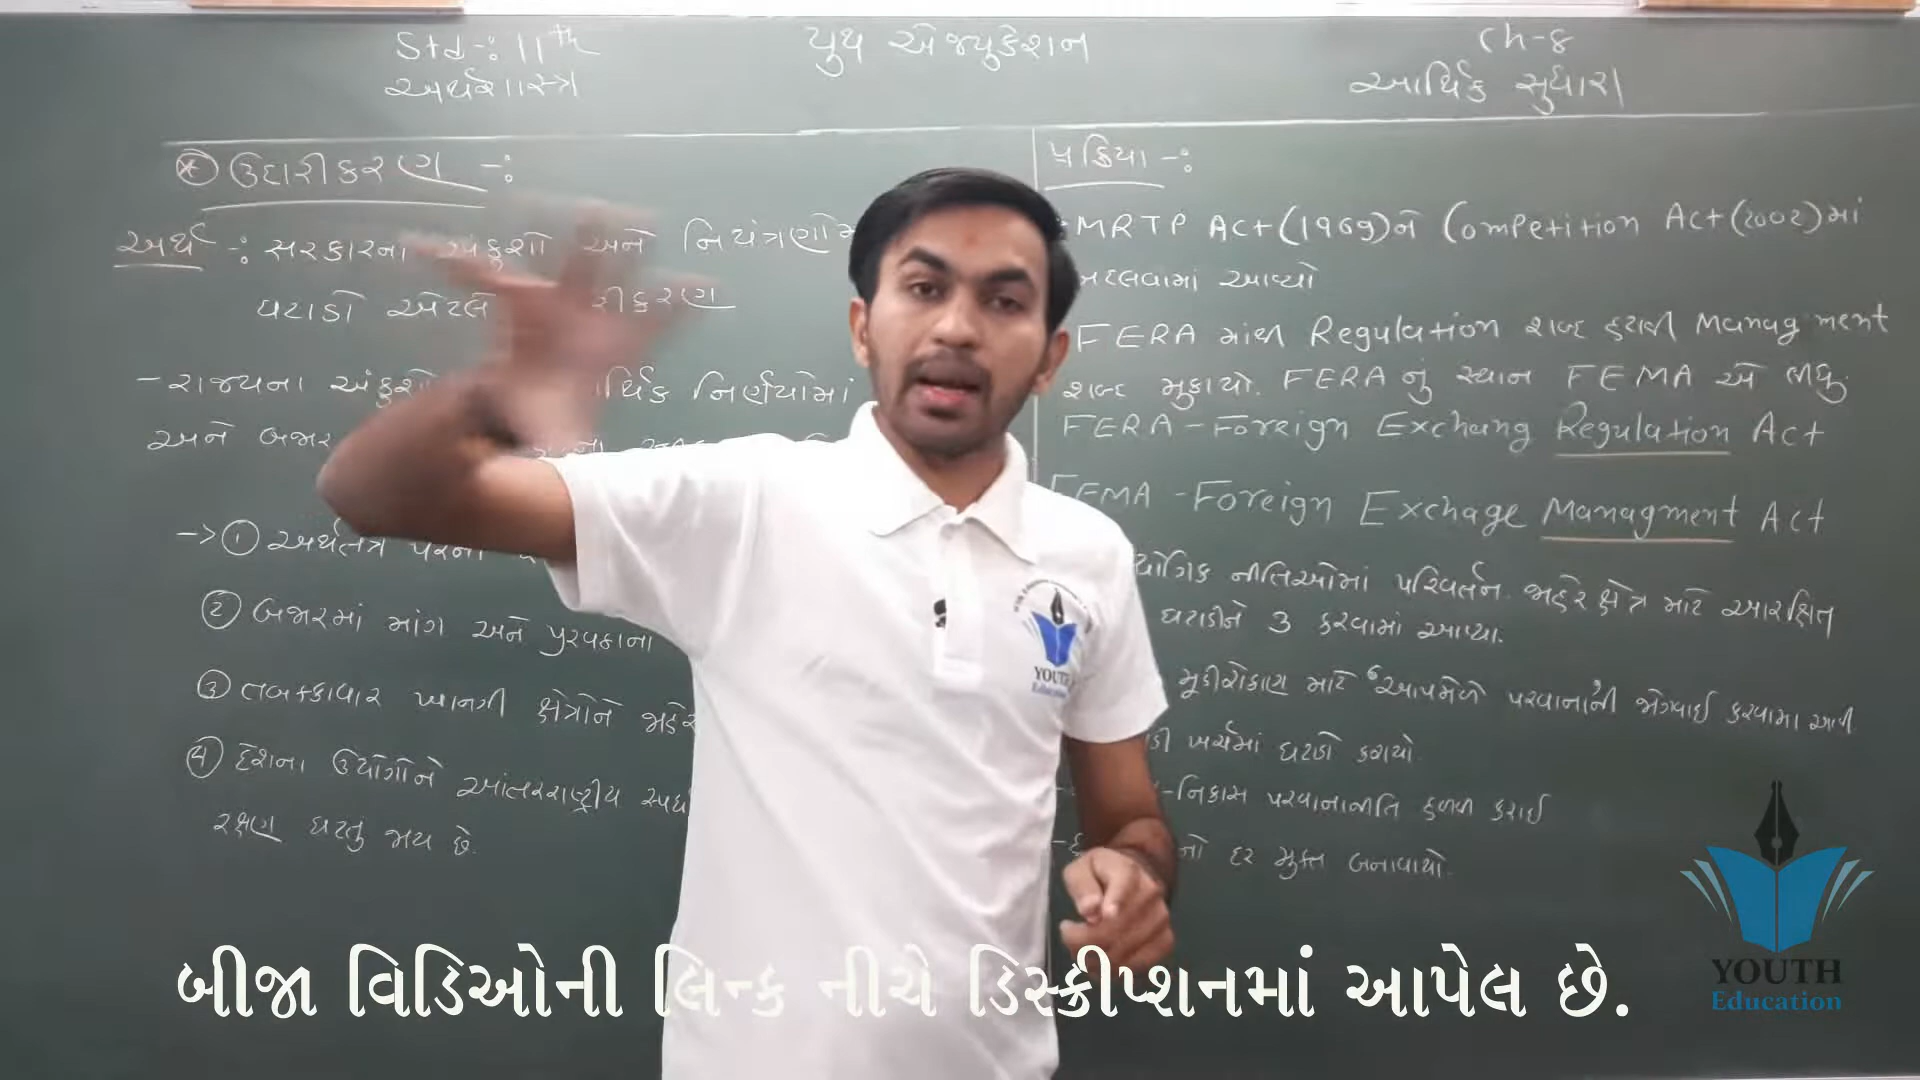 Std-:11th
યુથ એજ્યુકેશન
Ch-8
અર્થશાસ્ત્ર
આર્થિક સુધારા
ઉદારીકરણ -:
અર્થ -: સરકારના અંકુશો અને નિયંત્રણોમ
ઘટાડો એટલે રીકરણ
- રાજ્યના અંકુશો ર્થિક નિર્ણયોમાં
અને બજાર
-> ① અર્થતંત્ર પરના
② બજારમાં માંગ અને પુરવઠાના
③ તબક્કાવાર ખાનગી ક્ષેત્રોને જાહેર
④ દેશના ઉદ્યોગોને આંતરરાષ્ટ્રીય સ્પર્ધ
રક્ષણ ઘટતું જાય છે.
પ્રક્રિયા -:
MRTP Act (1969)ને Competition Act (2002)માં
બદલવામાં આવ્યો
FERA માંથી Regulation શબ્દ હટાવી Managment
શબ્દ મુકાયો. FERA નું સ્થાન FEMA એ લીધુ.
FERA - Foreign Exchang Regulation Act
FEMA - Foreign Exchage Managment Act
યોગિક નીતિઓમાં પરિવર્તન. જાહેર ક્ષેત્ર માટે આરક્ષિત
ઘટાડીને 3 કરવામાં આવ્યા.
મૂડીરોકાણ માટે 'આપમેળે પરવાના'ની જોગવાઈ કરવામા આવી
ડી ખર્ચમાં ઘટાડો કરાયો.
-નિકાસ પરવાનાનીતિ હળવી કરાઈ
નો દર મુક્ત બનાવાયો.
YOUTH
Education
બીજા વિડિઓની લિન્ક નીચે ડિસ્ક્રીપ્શનમાં આપેલ છે.
YOUTH
Education